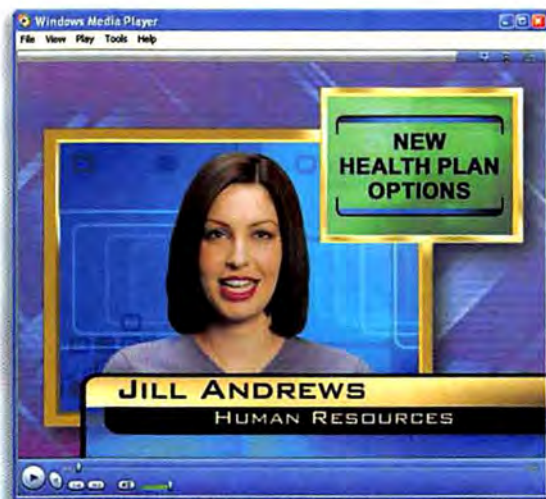 Windows Media Player
File View Play Tools Help
NEW
HEALTH PLAN
OPTIONS
JILL ANDREWS
HUMAN RESOURCES